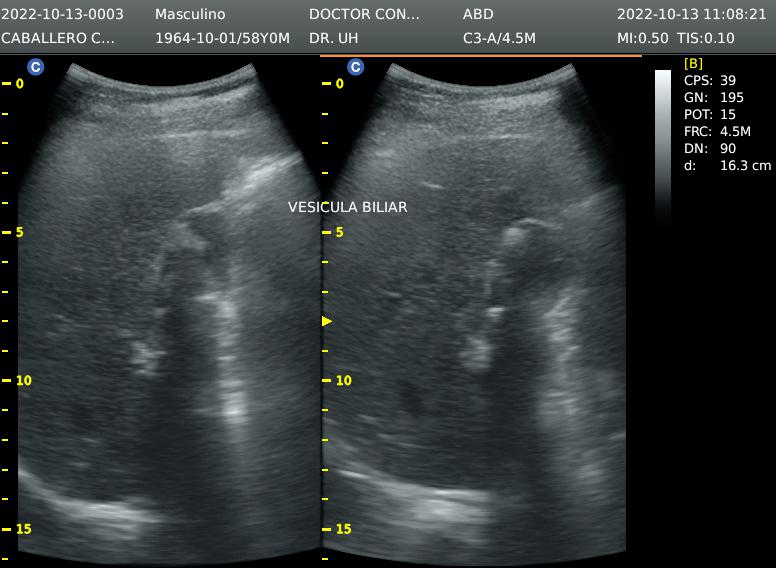 2022-10-13-0003 Masculino DOCTOR CON... ABD 2022-10-13 11:08:21
CABALLERO C... 1964-10-01/58Y0M DR. UH C3-A/4.5M MI:0.50 TIS:0.10
C C
[B]
CPS: 39
GN: 195
POT: 15
FRC: 4.5M
DN: 90
d: 16.3 cm
0 0
VESICULA BILIAR
5 5
10 10
15 15